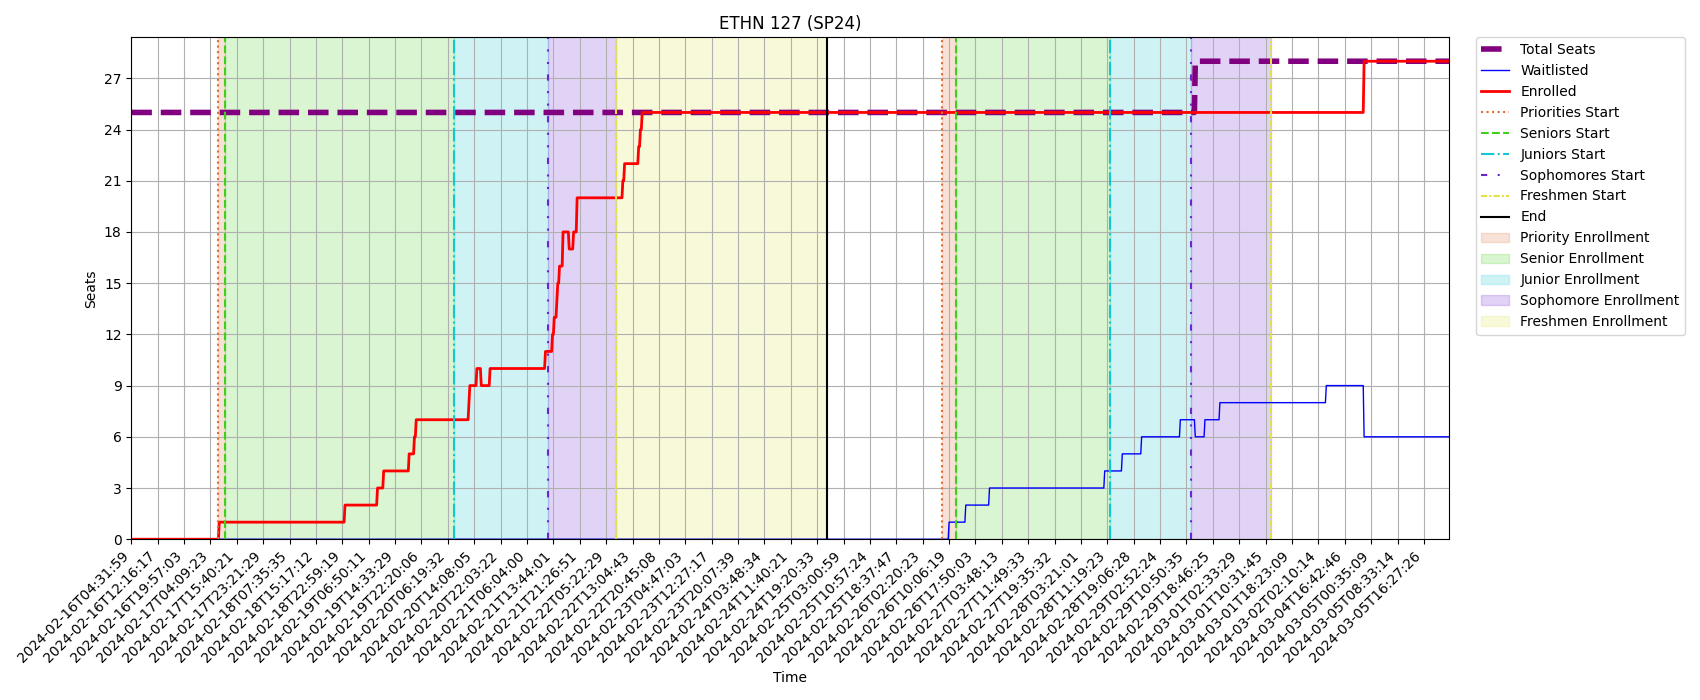 ETHN 127 (SP24)
Seats
27
24
21
18
15
12
9
6
3
0
2024-02-16T04:31:59
2024-02-16T12:16:17
2024-02-16T19:57:03
2024-02-17T04:09:23
2024-02-17T15:40:21
2024-02-17T23:21:29
2024-02-18T07:35:35
2024-02-18T15:17:12
2024-02-18T22:59:19
2024-02-19T06:50:11
2024-02-19T14:33:29
2024-02-19T22:20:06
2024-02-20T06:19:32
2024-02-20T14:08:05
2024-02-20T22:03:22
2024-02-21T06:04:00
2024-02-21T13:44:01
2024-02-21T21:26:51
2024-02-22T05:22:29
2024-02-22T13:04:43
2024-02-22T20:45:08
2024-02-23T04:47:03
2024-02-23T12:27:17
2024-02-23T20:07:39
2024-02-24T03:48:34
2024-02-24T11:40:21
2024-02-24T19:20:33
2024-02-25T03:00:59
2024-02-25T10:57:24
2024-02-25T18:37:47
2024-02-26T02:20:23
2024-02-26T10:06:19
2024-02-26T17:50:03
2024-02-27T03:48:13
2024-02-27T11:49:33
2024-02-27T19:35:32
2024-02-28T03:21:01
2024-02-28T11:19:23
2024-02-28T19:06:28
2024-02-29T02:52:24
2024-02-29T10:50:35
2024-02-29T18:46:25
2024-03-01T02:33:29
2024-03-01T10:31:45
2024-03-01T18:23:09
2024-03-02T02:10:14
2024-03-04T16:42:46
2024-03-05T00:35:09
2024-03-05T08:33:14
2024-03-05T16:27:26
Time
Total Seats
Waitlisted
Enrolled
Priorities Start
Seniors Start
Juniors Start
Sophomores Start
Freshmen Start
End
Priority Enrollment
Senior Enrollment
Junior Enrollment
Sophomore Enrollment
Freshmen Enrollment